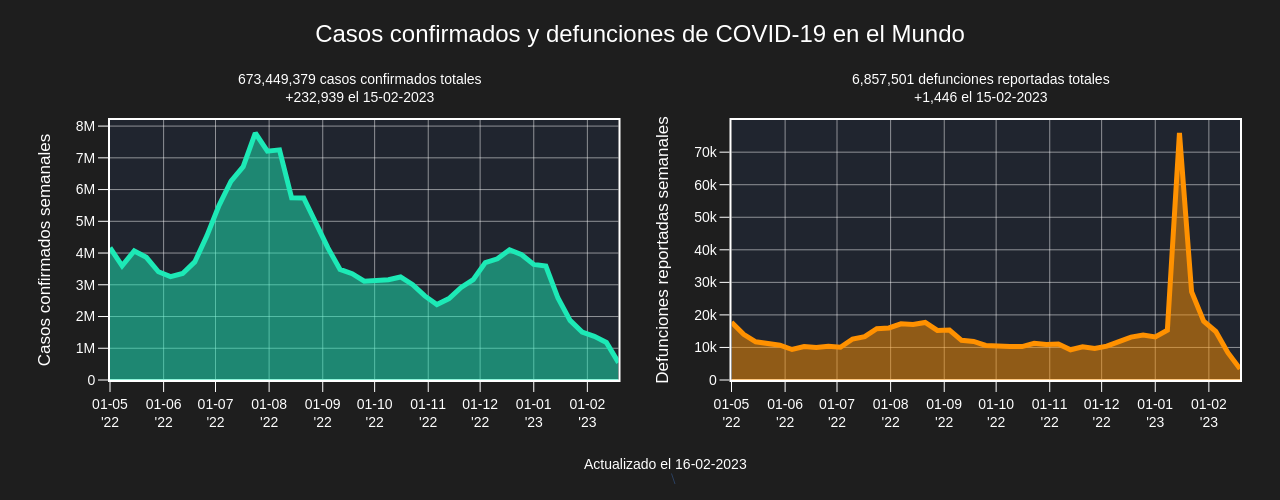 Casos confirmados y defunciones de COVID-19 en el Mundo
673,449,379 casos confirmados totales
+232,939 el 15-02-2023
Casos confirmados semanales
8M
7M
6M
5M
4M
3M
2M
1M
0
01-05 01-06 01-07 01-08 01-09 01-10 01-11 01-12 01-01 01-02
'22 '22 '22 '22 '22 '22 '22 '22 '23 '23
6,857,501 defunciones reportadas totales
+1,446 el 15-02-2023
Defunciones reportadas semanales
70k
60k
50k
40k
30k
20k
10k
0
01-05 01-06 01-07 01-08 01-09 01-10 01-11 01-12 01-01 01-02
'22 '22 '22 '22 '22 '22 '22 '22 '23 '23
Actualizado el 16-02-2023
\